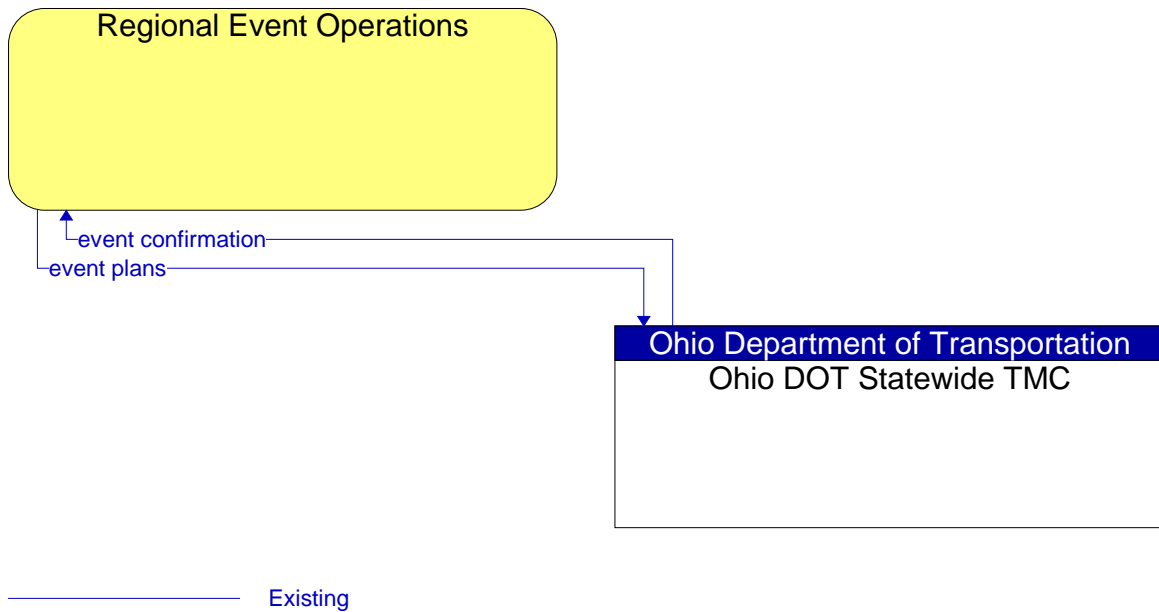 Regional Event Operations
event confirmation
event plans
Ohio Department of Transportation
Ohio DOT Statewide TMC
Existing